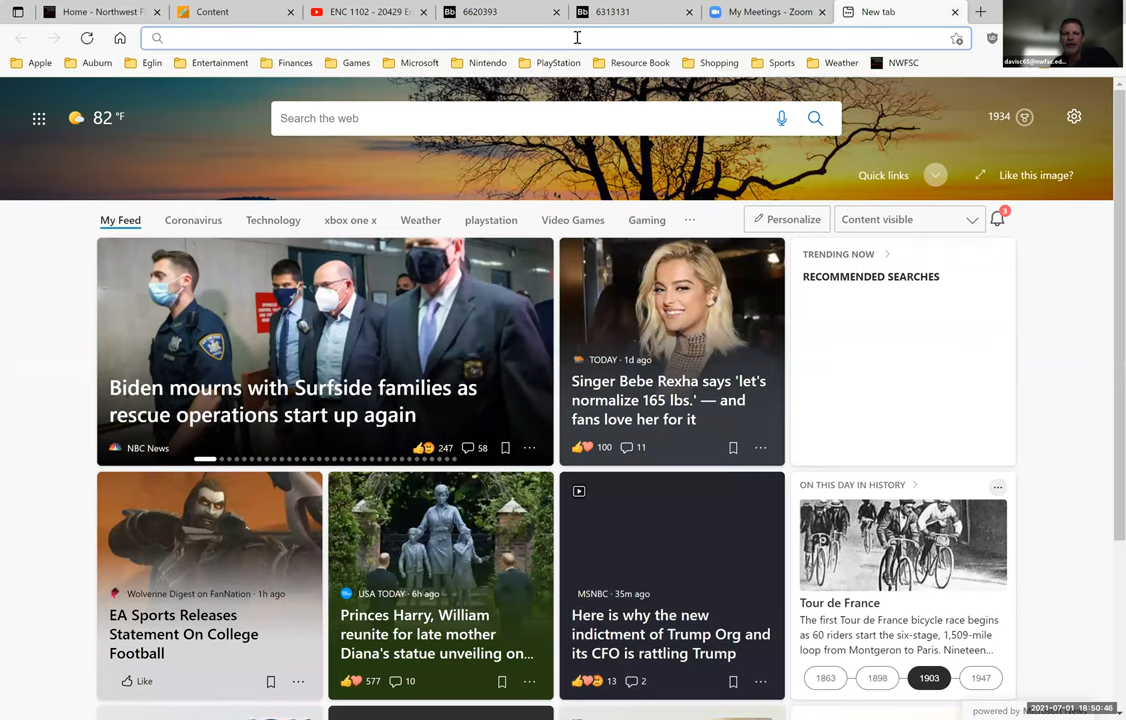 Home - Northwest Fl
Content
ENC 1102 - 20429 E
6620393
6313131
My Meetings - Zoom
New tab
davisc65@nwfsc.ed...
Apple
Auburn
Eglin
Entertainment
Finances
Games
Microsoft
Nintendo
PlayStation
Resource Book
Shopping
Sports
Weather
NWFSC
82 °F
Search the web
1934
Quick links
Like this image?
My Feed
Coronavirus
Technology
xbox one x
Weather
playstation
Video Games
Gaming
...
Personalize
Content visible
3
Biden mourns with Surfside families as
rescue operations start up again
NBC News
247
58
TODAY · 1d ago
Singer Bebe Rexha says 'let's
normalize 165 lbs.' — and
fans love her for it
100
11
TRENDING NOW
RECOMMENDED SEARCHES
Wolverine Digest on FanNation · 1h ago
EA Sports Releases
Statement On College
Football
Like
USA TODAY · 6h ago
Princes Harry, William
reunite for late mother
Diana's statue unveiling on...
577
10
MSNBC · 35m ago
Here is why the new
indictment of Trump Org and
its CFO is rattling Trump
13
2
ON THIS DAY IN HISTORY
Tour de France
The first Tour de France bicycle race begins
as 60 riders start the six-stage, 1,509-mile
loop from Montgeron to Paris. Nineteen...
1863
1898
1903
1947
powered by
2021-07-01 18:50:46